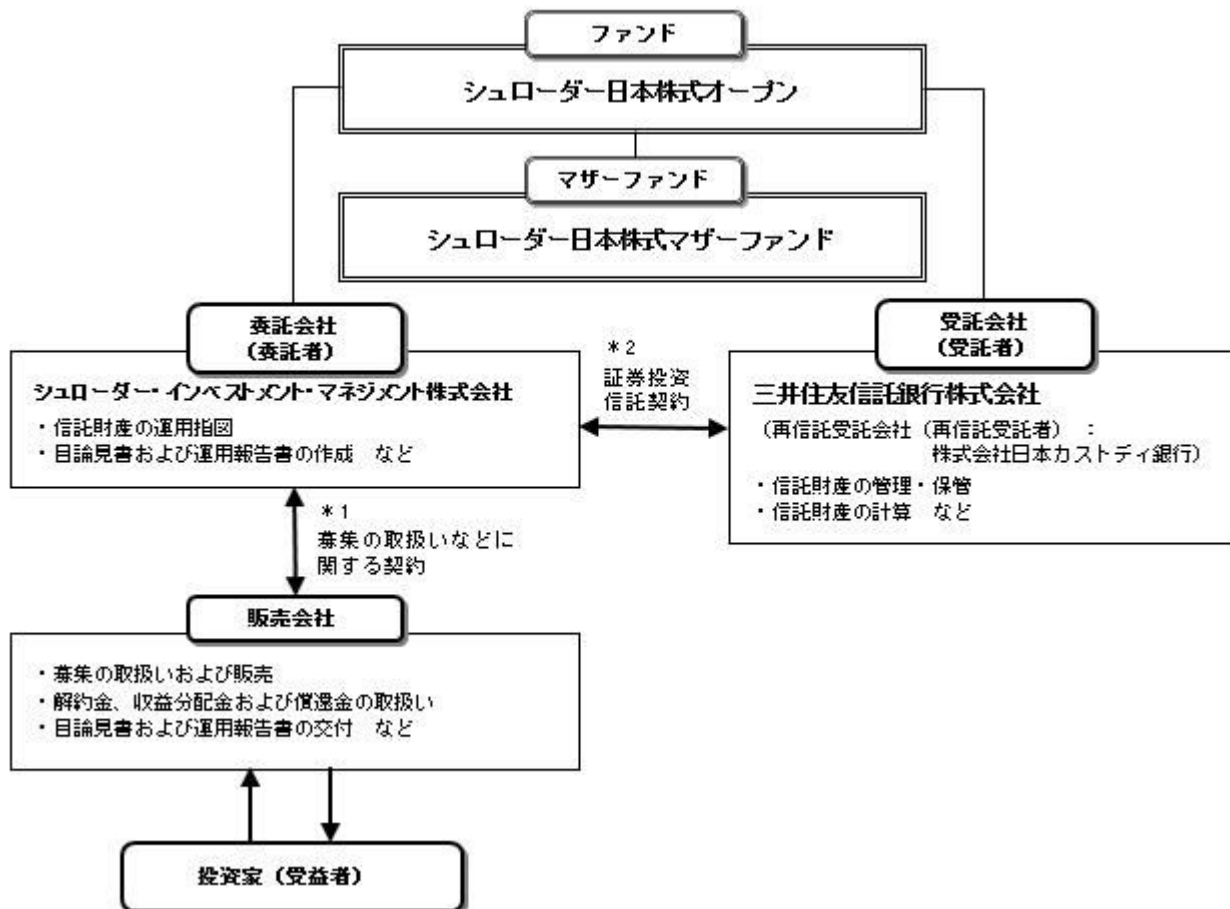 ファンド
シュローダー日本株式オープン
マザーファンド
シュローダー日本株式マザーファンド
委託会社
(委託者)
シュローダー・インベストメント・マネジメント株式会社
・信託財産の運用指図
・目論見書および運用報告書の作成 など
*2
証券投資
信託契約
受託会社
(受託者)
三井住友信託銀行株式会社
(再信託受託会社(再信託受託者) :
株式会社日本カストディ銀行)
・信託財産の管理・保管
・信託財産の計算 など
*1
募集の取扱いなどに
関する契約
販売会社
・募集の取扱いおよび販売
・解約金、収益分配金および償還金の取扱い
・目論見書および運用報告書の交付 など
投資家(受益者)